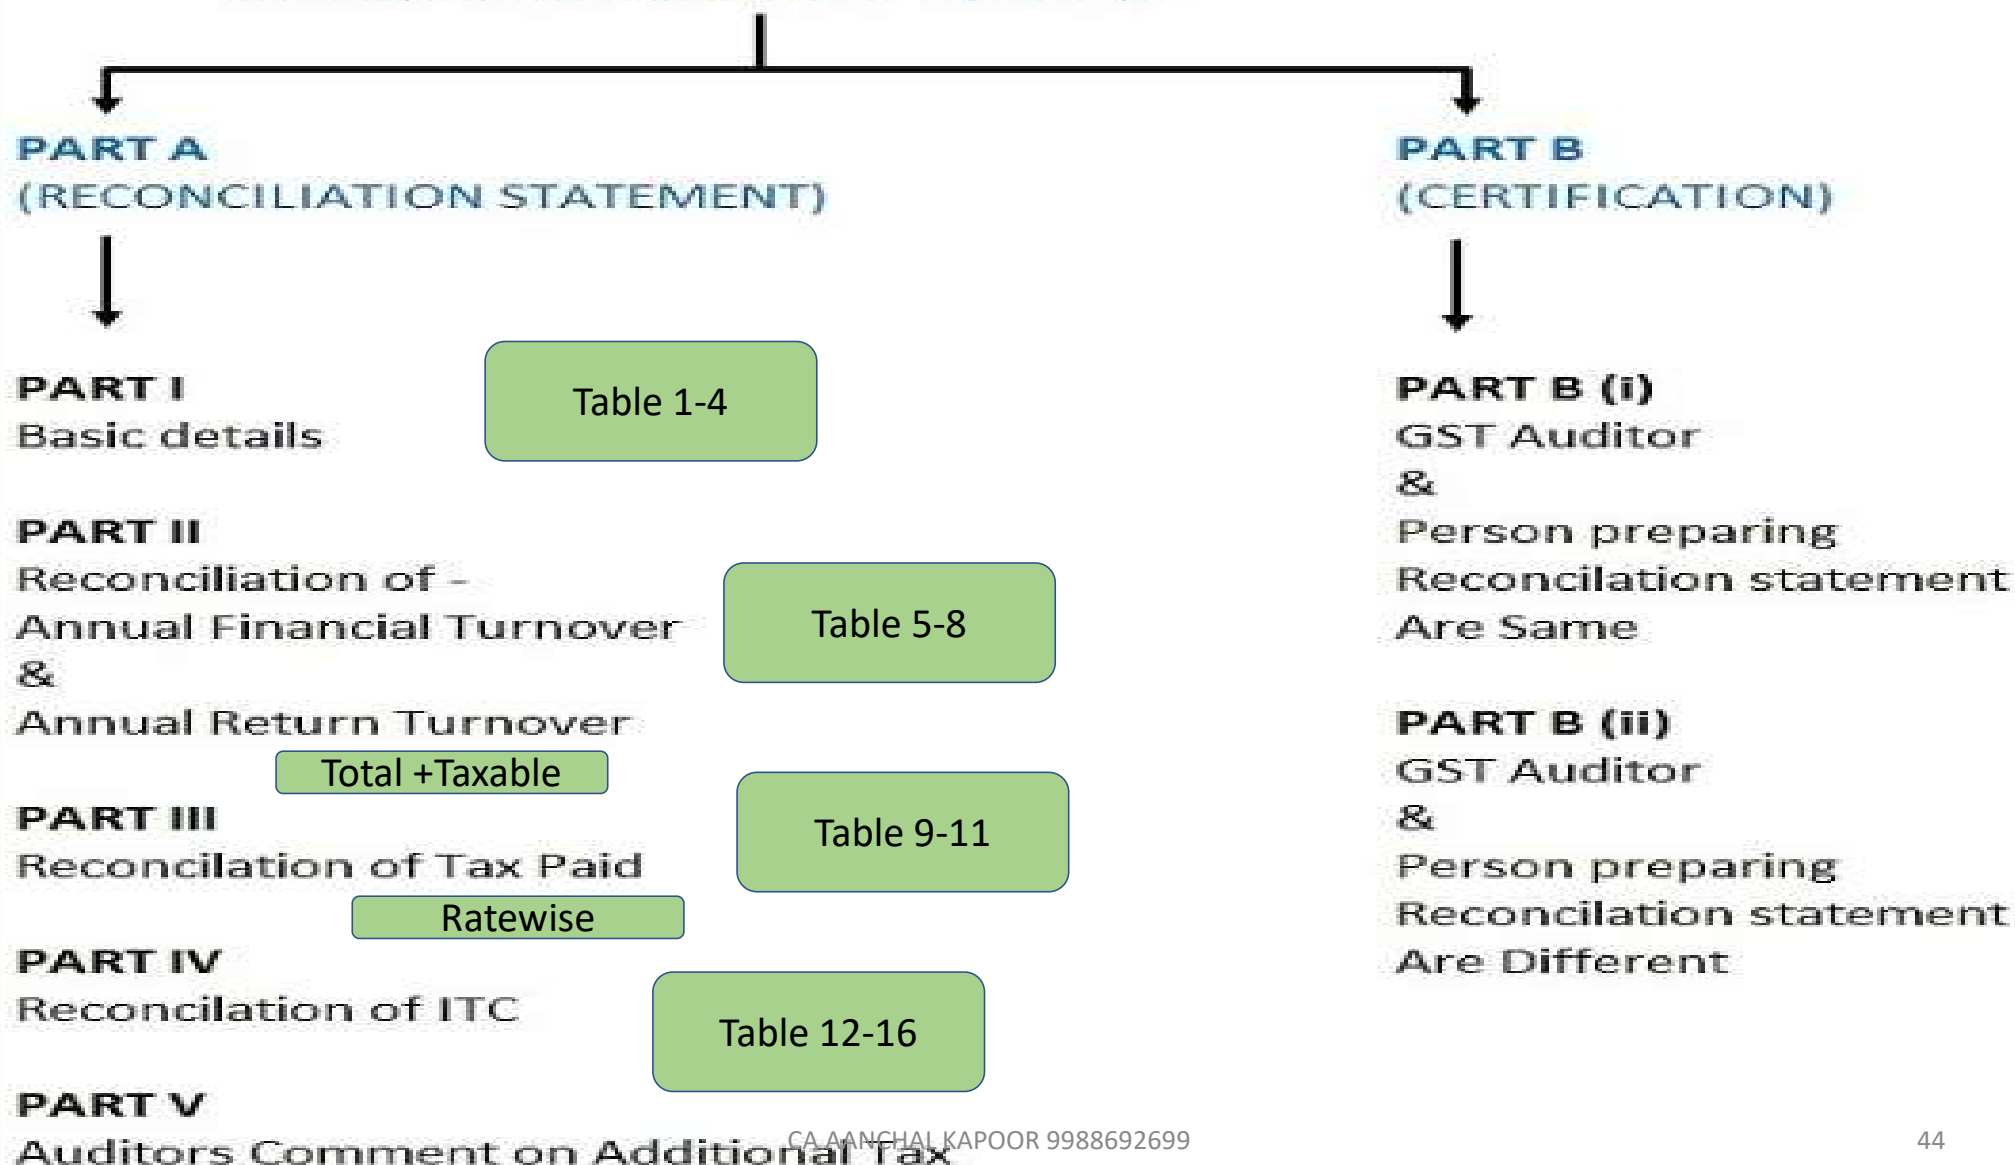 PART A
(RECONCILIATION STATEMENT)
PART I
Basic details
Table 1-4
PART II
Reconciliation of -
Annual Financial Turnover
&
Annual Return Turnover
Table 5-8
Total +Taxable
PART III
Reconcilation of Tax Paid
Table 9-11
Ratewise
PART IV
Reconcilation of ITC
Table 12-16
PART V
Auditors Comment on Additional Tax
PART B
(CERTIFICATION)
PART B (i)
GST Auditor
&
Person preparing
Reconcilation statement
Are Same
PART B (ii)
GST Auditor
&
Person preparing
Reconcilation statement
Are Different
CA AANCHAL KAPOOR 9988692699
44